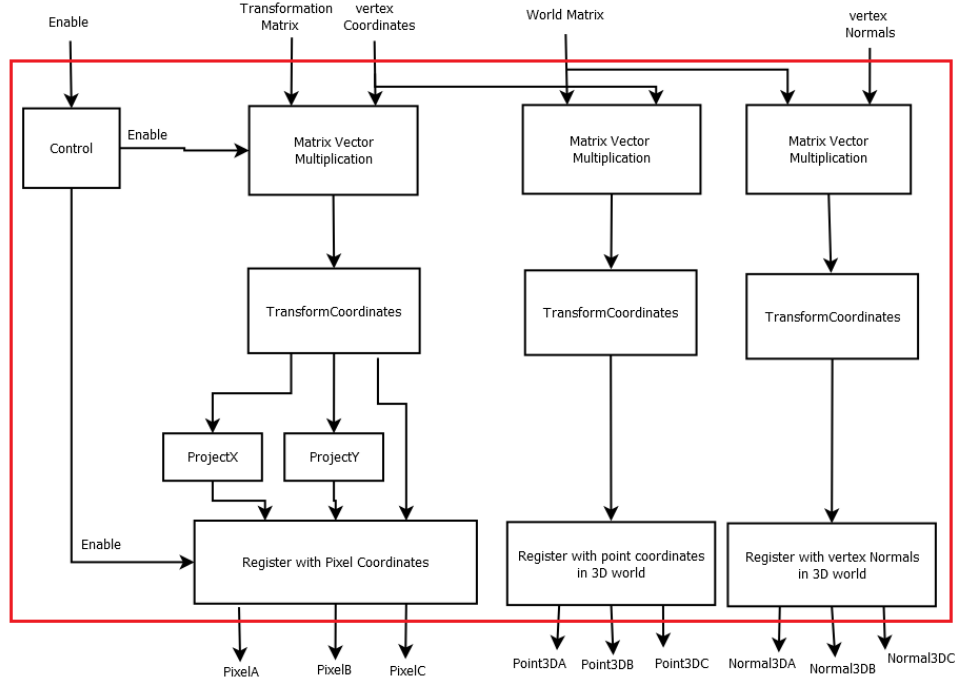 Enable
Transformation
Matrix
vertex
Coordinates
World Matrix
vertex
Normals
Control
Enable
Matrix Vector
Multiplication
Matrix Vector
Multiplication
Matrix Vector
Multiplication
TransformCoordinates
TransformCoordinates
TransformCoordinates
ProjectX
ProjectY
Enable
Register with Pixel Coordinates
Register with point coordinates
in 3D world
Register with vertex Normals
in 3D world
PixelA
PixelB
PixelC
Point3DA
Point3DB
Point3DC
Normal3DA
Normal3DB
Normal3DC